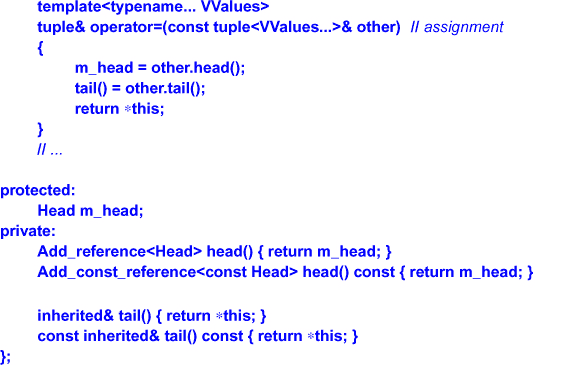 template<typename... VValues>
tuple& operator=(const tuple<VValues...>& other) // assignment
{
m_head = other.head();
tail() = other.tail();
return *this;
}
// ...
protected:
Head m_head;
private:
Add_reference<Head> head() { return m_head; }
Add_const_reference<const Head> head() const { return m_head; }
inherited& tail() { return *this; }
const inherited& tail() const { return *this; }
};